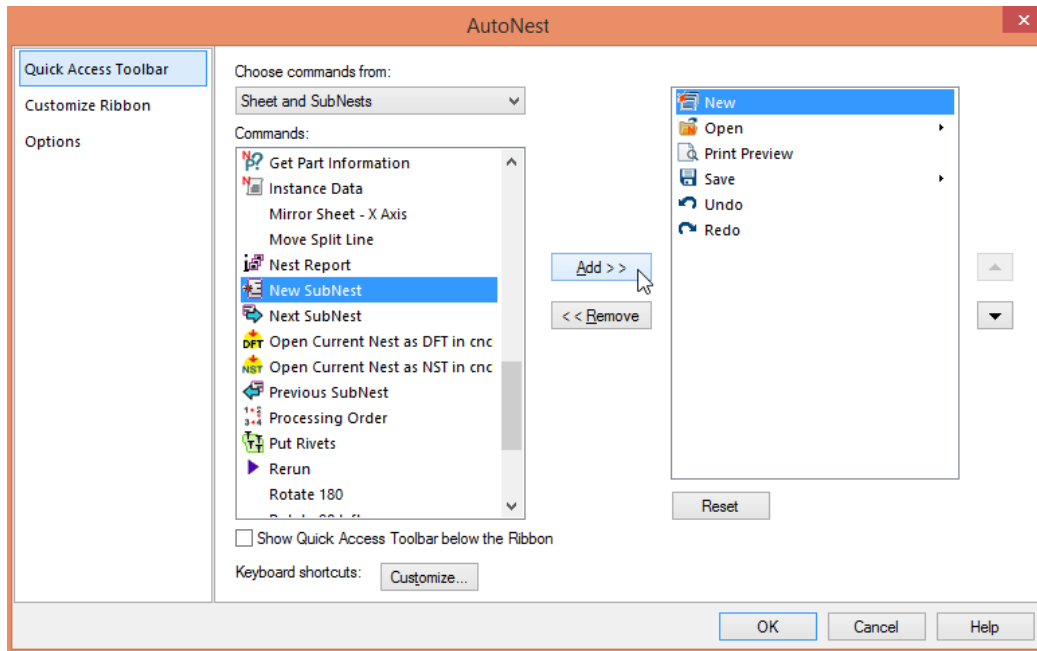 AutoNest
Quick Access Toolbar
Customize Ribbon
Options
Choose commands from:
Sheet and SubNests
Commands:
Get Part Information
Instance Data
Mirror Sheet - X Axis
Move Split Line
Nest Report
New SubNest
Next SubNest
Open Current Nest as DFT in cnc
Open Current Nest as NST in cnc
Previous SubNest
Processing Order
Put Rivets
Rerun
Rotate 180
Show Quick Access Toolbar below the Ribbon
Keyboard shortcuts: Customize...
Add > >
< < Remove
New
Open
Print Preview
Save
Undo
Redo
Reset
OK Cancel Help